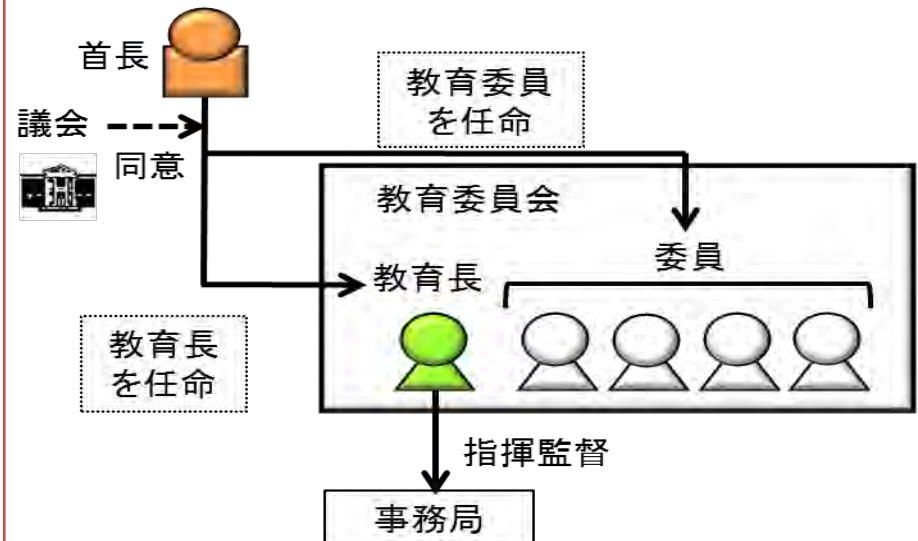 首長
教育委員
を任命
議会
同意
教育委員会
委員
教育長
教育長
を任命
指揮監督
事務局